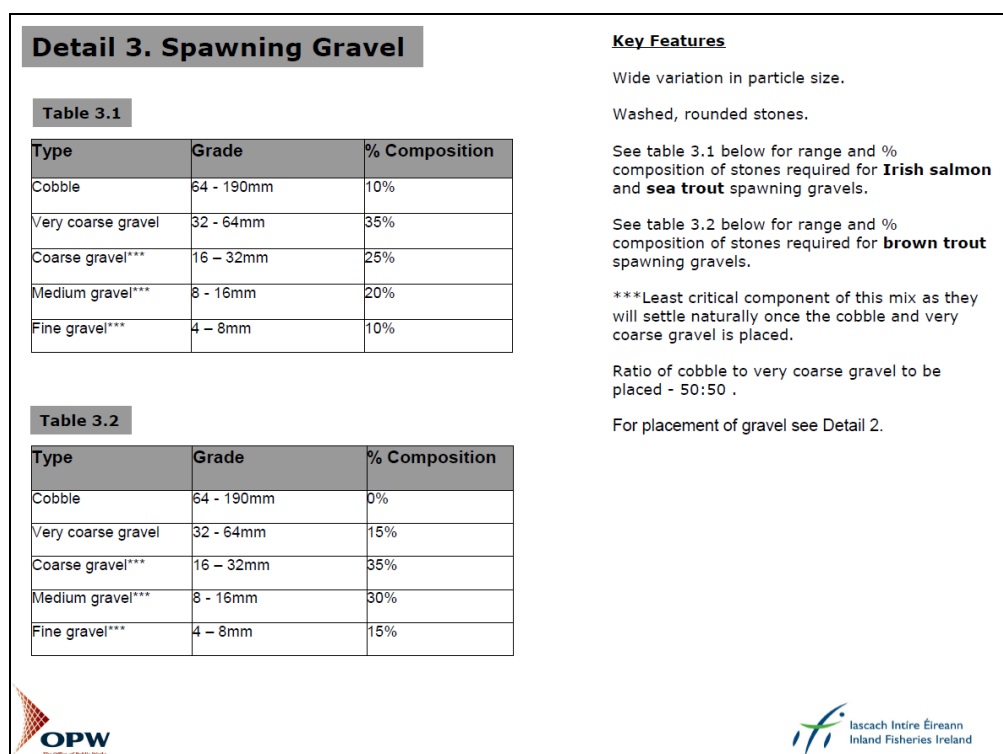 Detail 3. Spawning Gravel
Table 3.1
Type Grade % Composition
Cobble 64 - 190mm 10%
Very coarse gravel 32 - 64mm 35%
Coarse gravel*** 16 – 32mm 25%
Medium gravel*** 8 - 16mm 20%
Fine gravel*** 4 – 8mm 10%
Table 3.2
Type Grade % Composition
Cobble 64 - 190mm 0%
Very coarse gravel 32 - 64mm 15%
Coarse gravel*** 16 – 32mm 35%
Medium gravel*** 8 - 16mm 30%
Fine gravel*** 4 – 8mm 15%
Key Features
Wide variation in particle size.
Washed, rounded stones.
See table 3.1 below for range and %
composition of stones required for Irish salmon
and sea trout spawning gravels.
See table 3.2 below for range and %
composition of stones required for brown trout
spawning gravels.
***Least critical component of this mix as they
will settle naturally once the cobble and very
coarse gravel is placed.
Ratio of cobble to very coarse gravel to be
placed - 50:50 .
For placement of gravel see Detail 2.
OPW
Iascach Intíre Éireann
Inland Fisheries Ireland